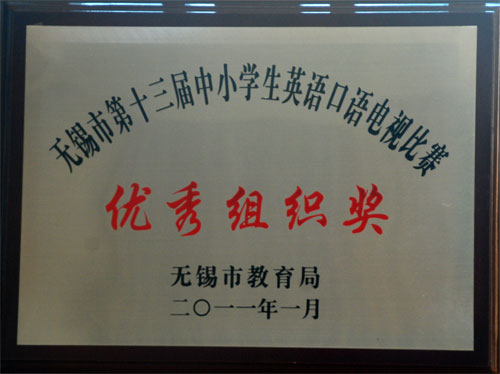 无锡市第十三届中小学生英语口语电视比赛
优秀组织奖
无锡市教育局
二〇一一年一月